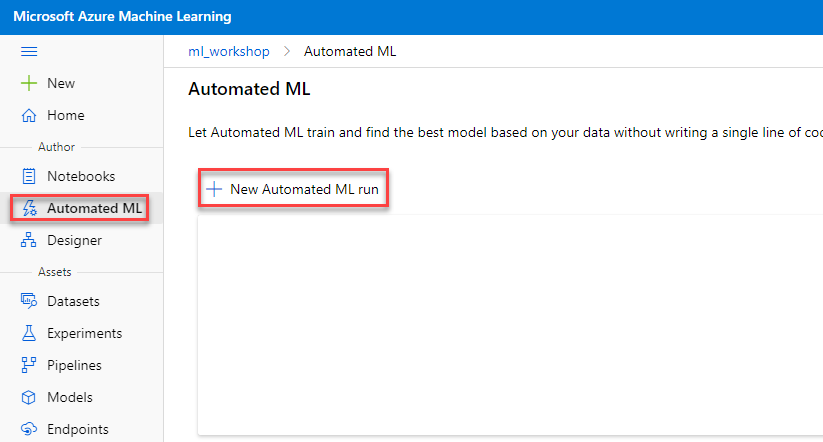 Microsoft Azure Machine Learning
ml_workshop > Automated ML
New
Home
Author
Notebooks
Automated ML
Designer
Assets
Datasets
Experiments
Pipelines
Models
Endpoints
Automated ML
Let Automated ML train and find the best model based on your data without writing a single line of
New Automated ML run